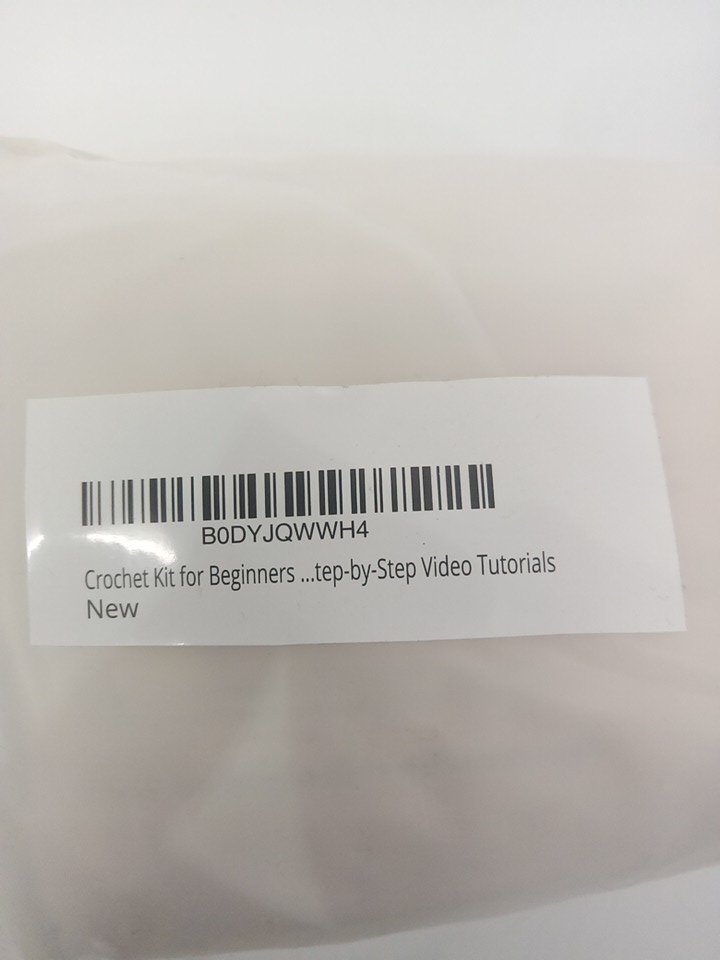 B0DYJQWWH4
Crochet Kit for Beginners ...tep-by-Step Video Tutorials
New